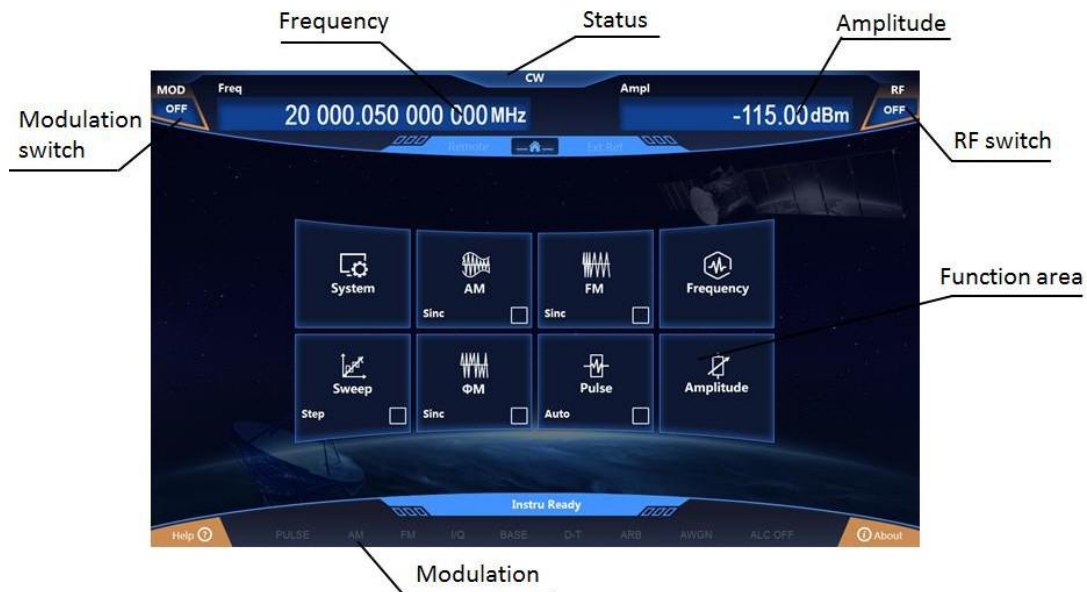 Frequency
Status
Amplitude
CW
MOD
Freq
Ampl
RF
OFF
20 000.050 000 000 MHz
-115.00 dBm
OFF
Modulation
switch
RF switch
Remote
Ext Ref
System
AM
FM
Frequency
Sinc
Sinc
Function area
Sweep
ΦM
Pulse
Amplitude
Step
Sinc
Auto
Instru Ready
Help ?
PULSE AM FM I/Q BASE D-T ARB AWGN ALC OFF
i About
Modulation